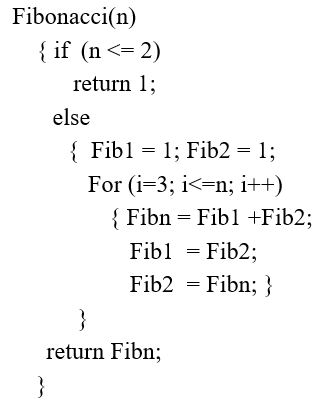 Fibonacci(n)
{ if (n <= 2)
return 1;
else
{ Fib1 = 1; Fib2 = 1;
For (i=3; i<=n; i++)
{ Fibn = Fib1 +Fib2;
Fib1 = Fib2;
Fib2 = Fibn; }
}
return Fibn;
}